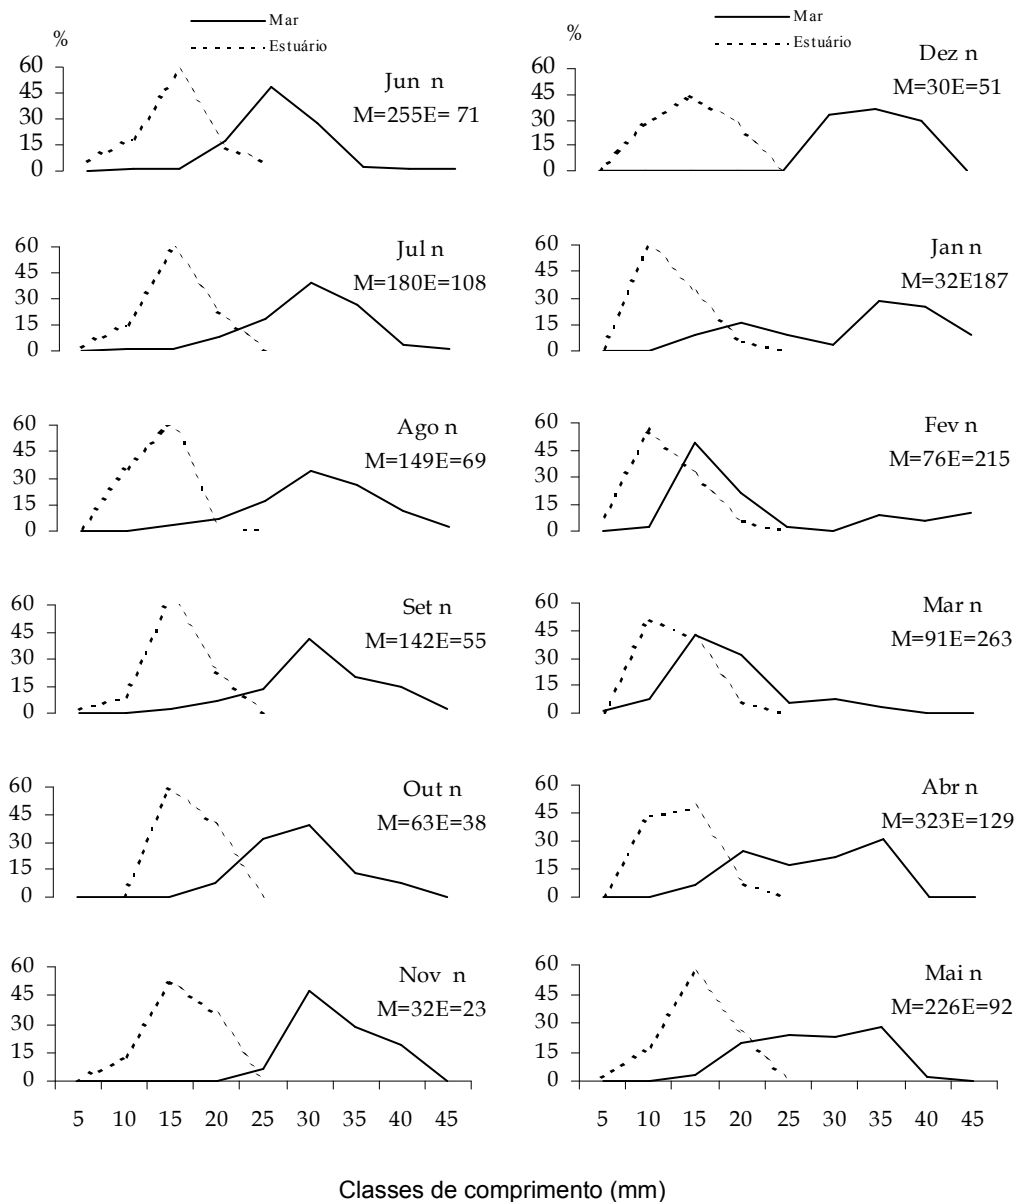 Mar
Estuário
%
60
45
30
15
0
Jun n
M=255E= 71
60
45
30
15
0
Jul n
M=180E=108
60
45
30
15
0
Ago n
M=149E=69
60
45
30
15
0
Set n
M=142E=55
60
45
30
15
0
Out n
M=63E=38
60
45
30
15
0
Nov n
M=32E=23
5 10 15 20 25 30 35 40 45
Mar
Estuário
%
60
45
30
15
0
Dez n
M=30E=51
60
45
30
15
0
Jan n
M=32E187
60
45
30
15
0
Fev n
M=76E=215
60
45
30
15
0
Mar n
M=91E=263
60
45
30
15
0
Abr n
M=323E=129
60
45
30
15
0
Mai n
M=226E=92
5 10 15 20 25 30 35 40 45
Classes de comprimento (mm)